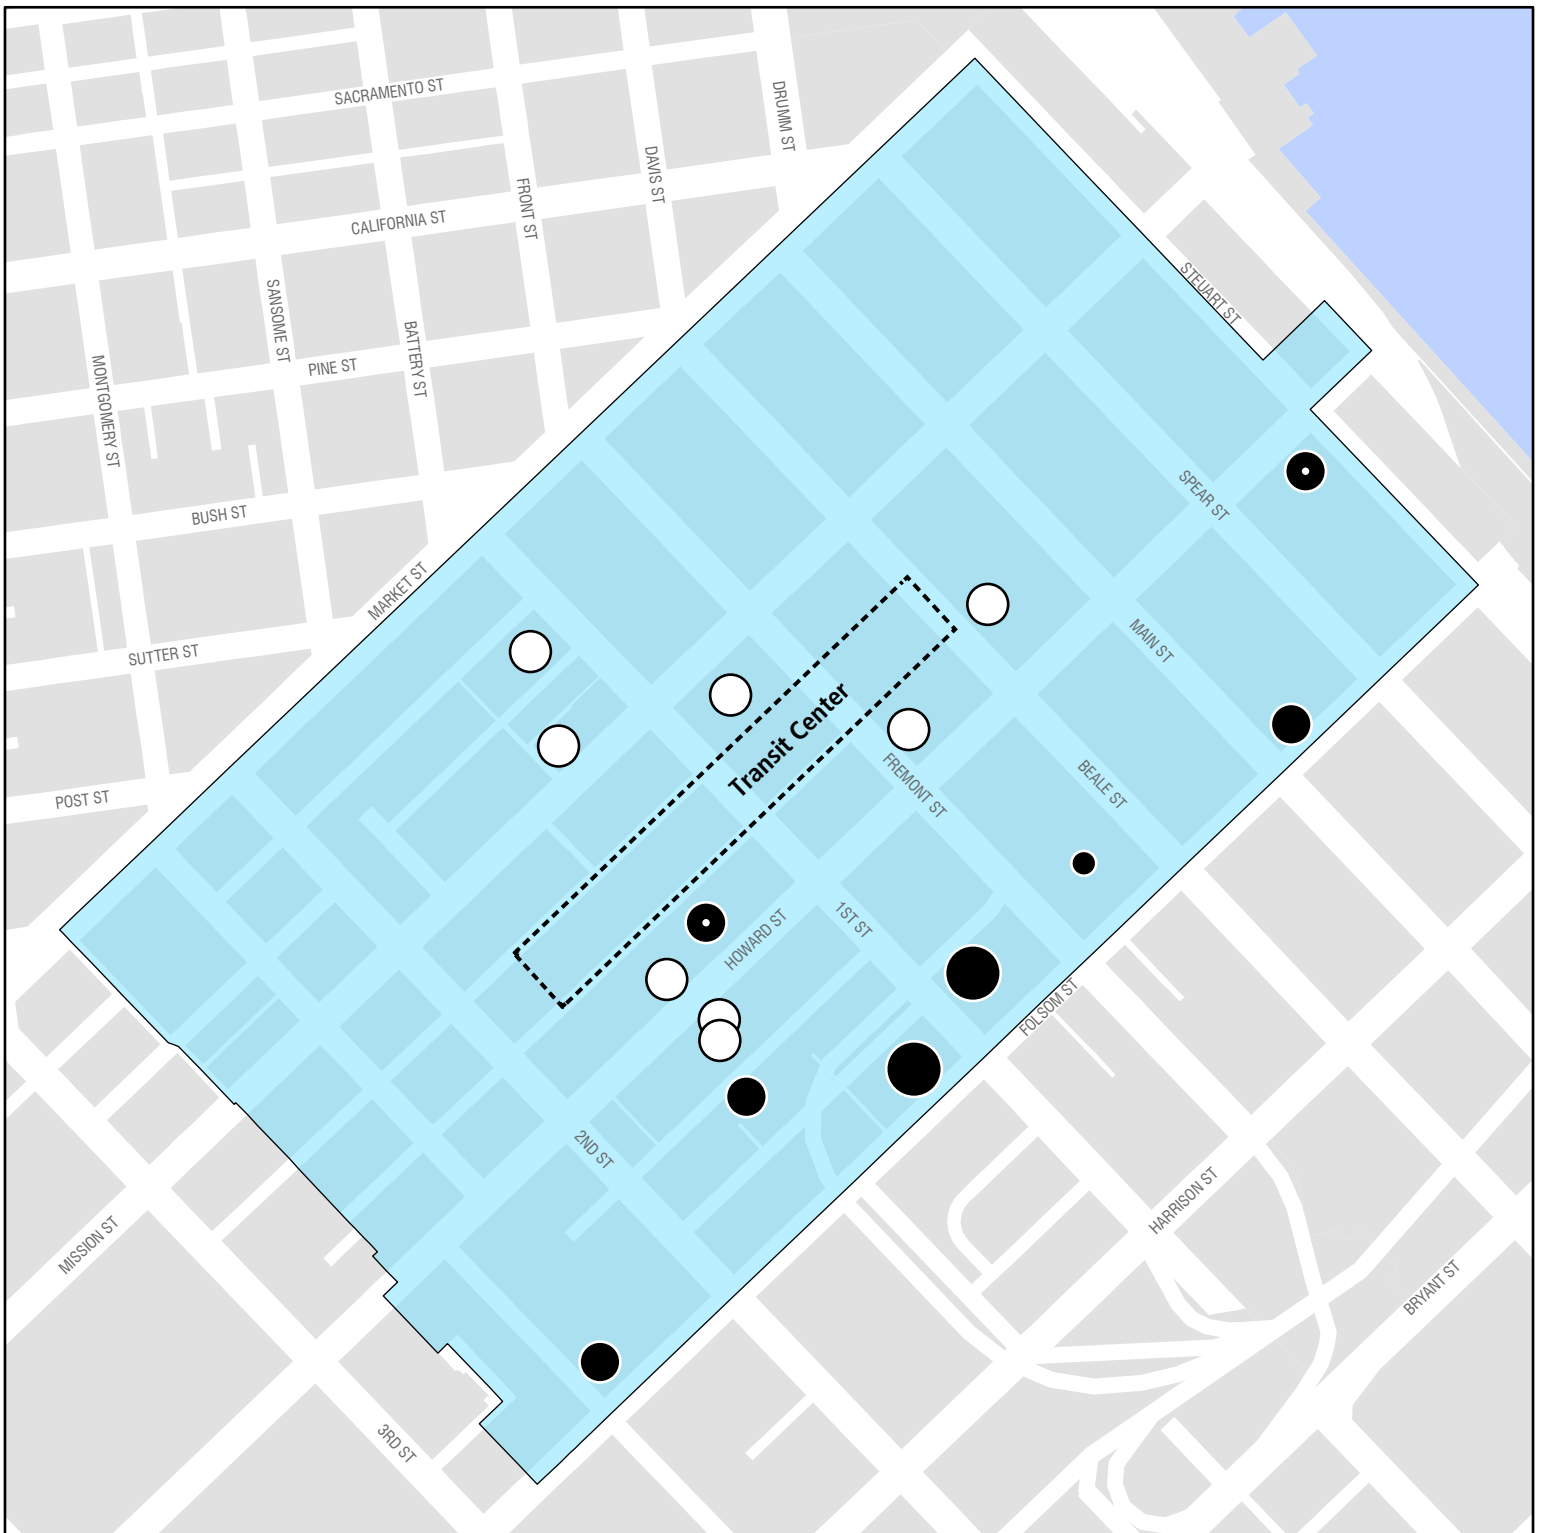 SACRAMENTO ST
DRUMM ST
DAVIS ST
FRONT ST
CALIFORNIA ST
STEUART ST
SANSOME ST
BATTERY ST
PINE ST
MONTGOMERY ST
SPEAR ST
BUSH ST
MARKET ST
SUTTER ST
MAIN ST
Transit Center
POST ST
FREMONT ST
BEALE ST
HOWARD ST
1ST ST
FOLSOM ST
2ND ST
HARRISON ST
MISSION ST
BRYANT ST
3RD ST